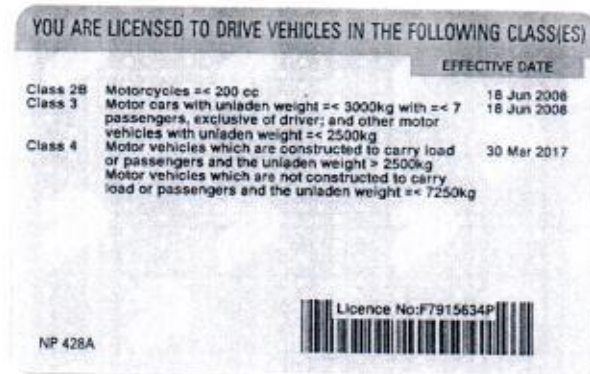 YOU ARE LICENSED TO DRIVE VEHICLES IN THE FOLLOWING CLASS(ES)
EFFECTIVE DATE
Class 2B Motorcycles =< 200 cc 18 Jun 2008
Class 3 Motor cars with unladen weight =< 3000kg with =< 7 18 Jun 2008
passengers, exclusive of driver; and other motor
vehicles with unladen weight =< 2500kg
Class 4 Motor vehicles which are constructed to carry load 30 Mar 2017
or passengers and the unladen weight > 2500kg
Motor vehicles which are not constructed to carry
load or passengers and the unladen weight =< 7250kg
Licence No:F7915634P
NP 428A